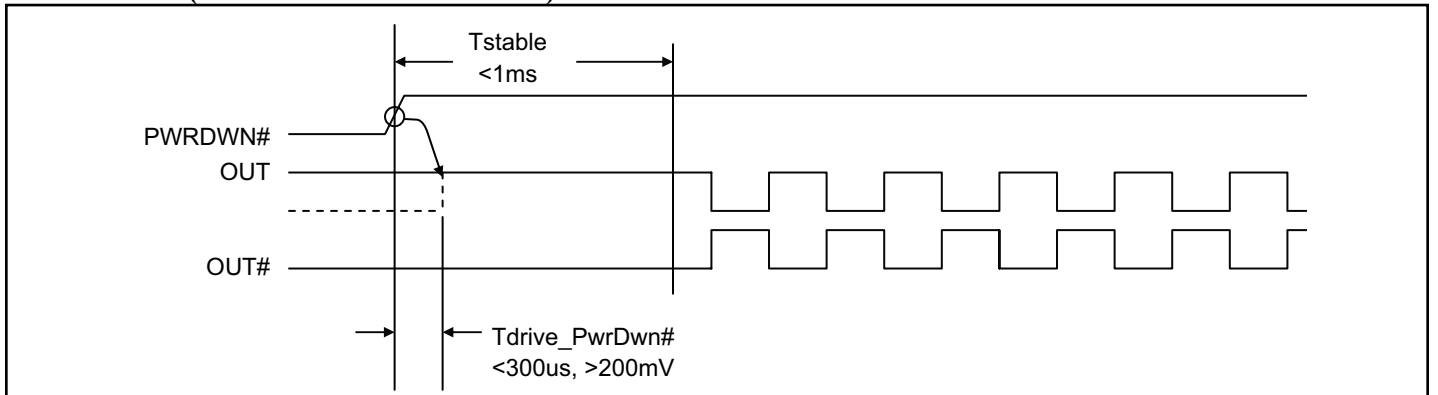 Tstable
<1ms
PWRDWN#
OUT
OUT#
Tdrive_PwrDwn#
<300us, >200mV